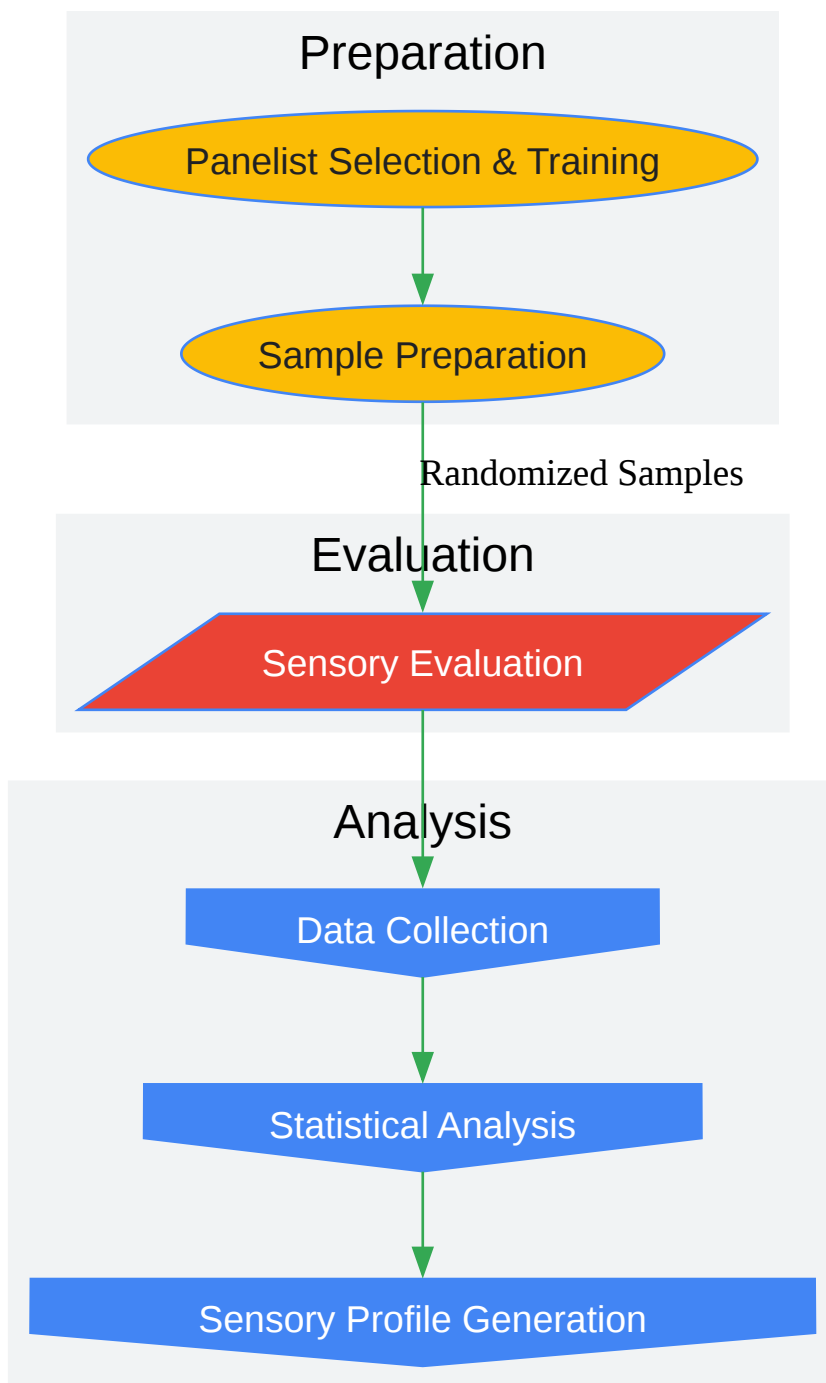 Preparation
Panelist Selection & Training
Sample Preparation
Randomized Samples
Evaluation
Sensory Evaluation
Analysis
Data Collection
Statistical Analysis
Sensory Profile Generation